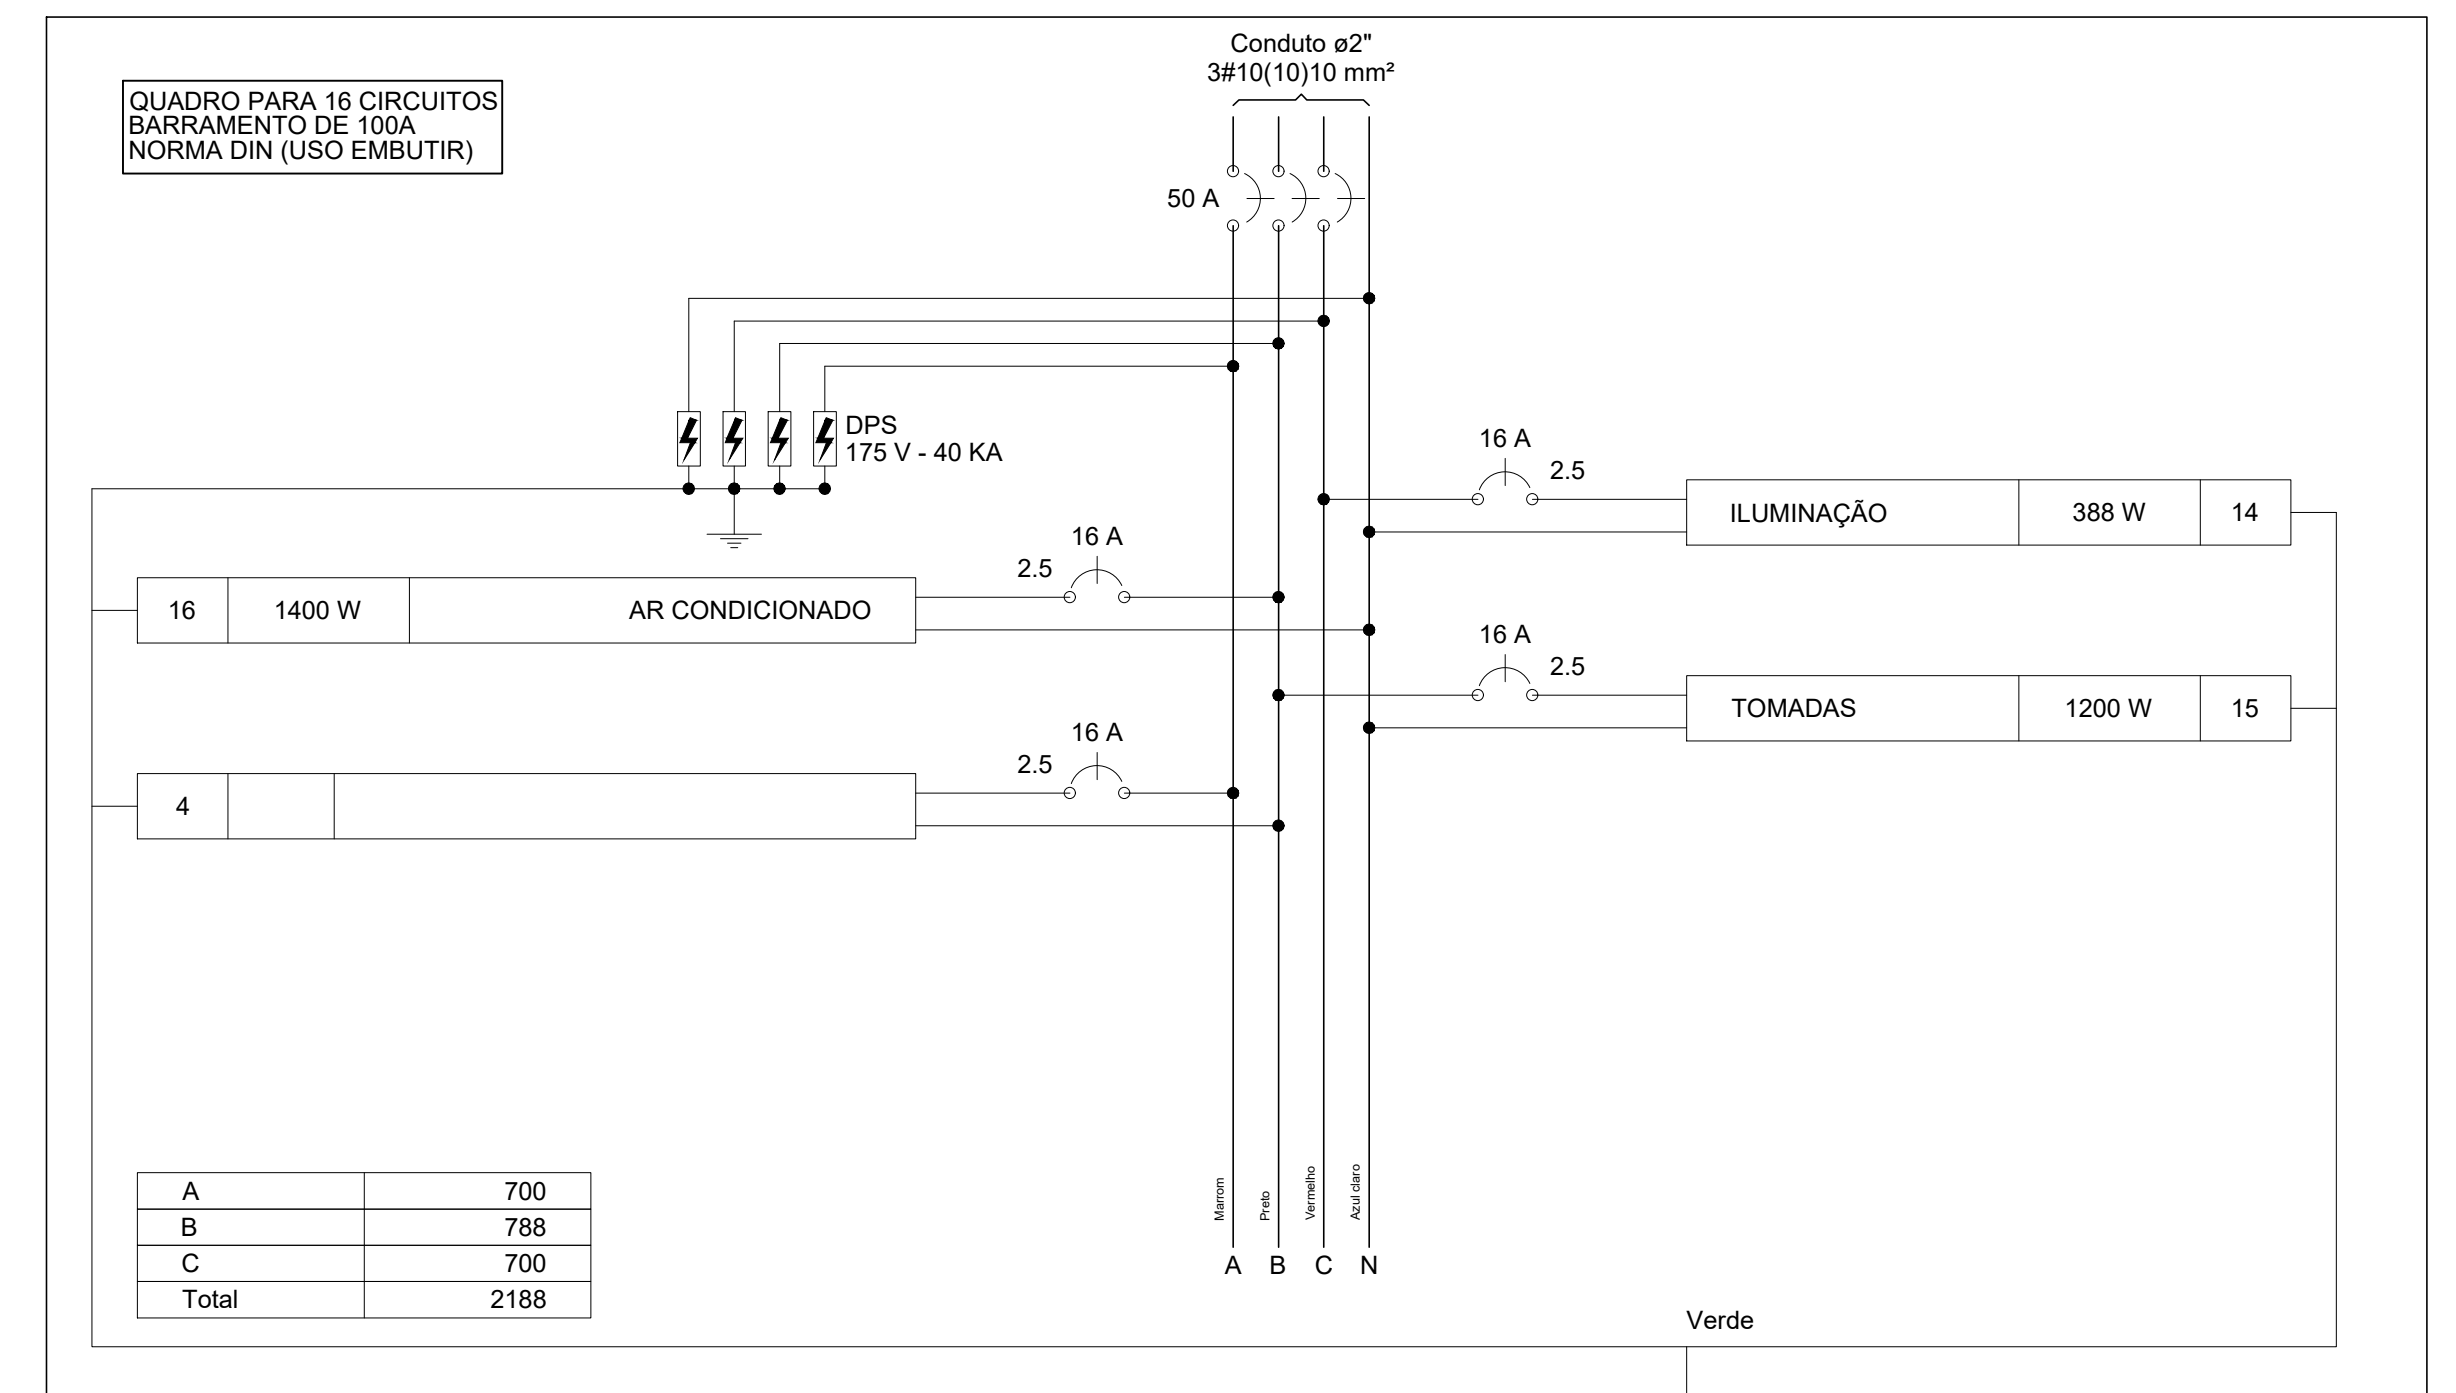 Conduto ø2"
3#10(10)10 mm²
QUADRO PARA 16 CIRCUITOS
BARRAMENTO DE 100A
NORMA DIN (USO EMBUTIR)
50 A
DPS
175 V - 40 KA
16 A
2.5
ILUMINAÇÃO 388 W 14
16 A
2.5
16 1400 W AR CONDICIONADO
16 A
2.5
TOMADAS 1200 W 15
16 A
2.5
4
Marrom
Preto
Vermelho
Azul claro
A B C N
A 700
B 788
C 700
Total 2188
Verde